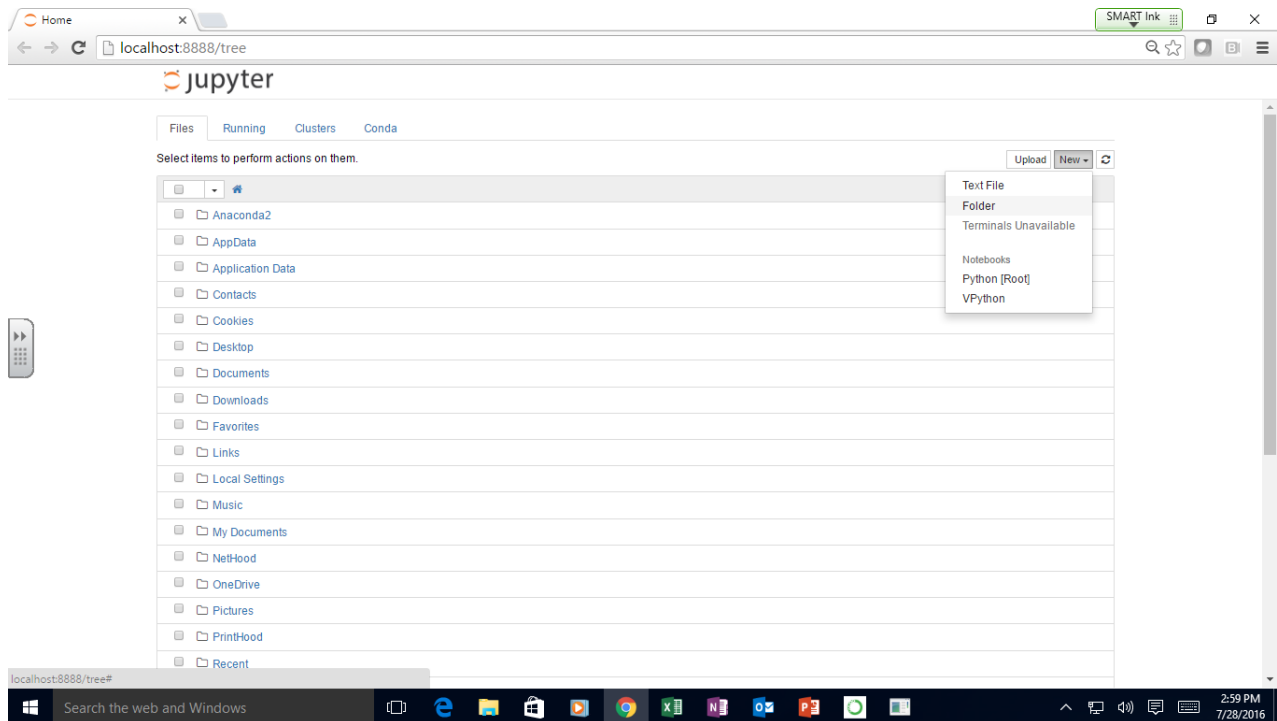 Home
SMART Ink
localhost:8888/tree
jupyter
Files Running Clusters Conda
Select items to perform actions on them.
Upload New
Text File
Folder
Terminals Unavailable
Notebooks
Python [Root]
VPython
Anaconda2
AppData
Application Data
Contacts
Cookies
Desktop
Documents
Downloads
Favorites
Links
Local Settings
Music
My Documents
NetHood
OneDrive
Pictures
PrintHood
Recent
localhost:8888/tree#
Search the web and Windows
2:59 PM
7/28/2016